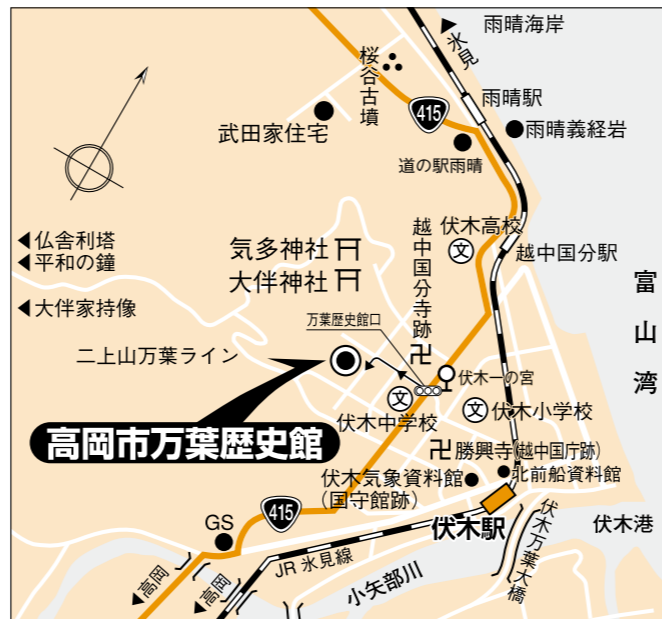 雨晴海岸
氷見
桜谷古墳
雨晴駅
415
武田家住宅
雨晴義経岩
道の駅雨晴
仏舎利塔
平和の鐘
大伴家持像
気多神社
大伴神社
越中国分寺跡
伏木高校
文
越中国分駅
富山湾
万葉歴史館口
二上山万葉ライン
伏木一の宮
文
伏木中学校
文
伏木小学校
高岡市万葉歴史館
卍勝興寺(越中国庁跡)
北前船資料館
伏木気象資料館
(国守館跡)
415
GS
伏木駅
伏木港
伏木万葉大橋
JR氷見線
小矢部川
高岡
高岡